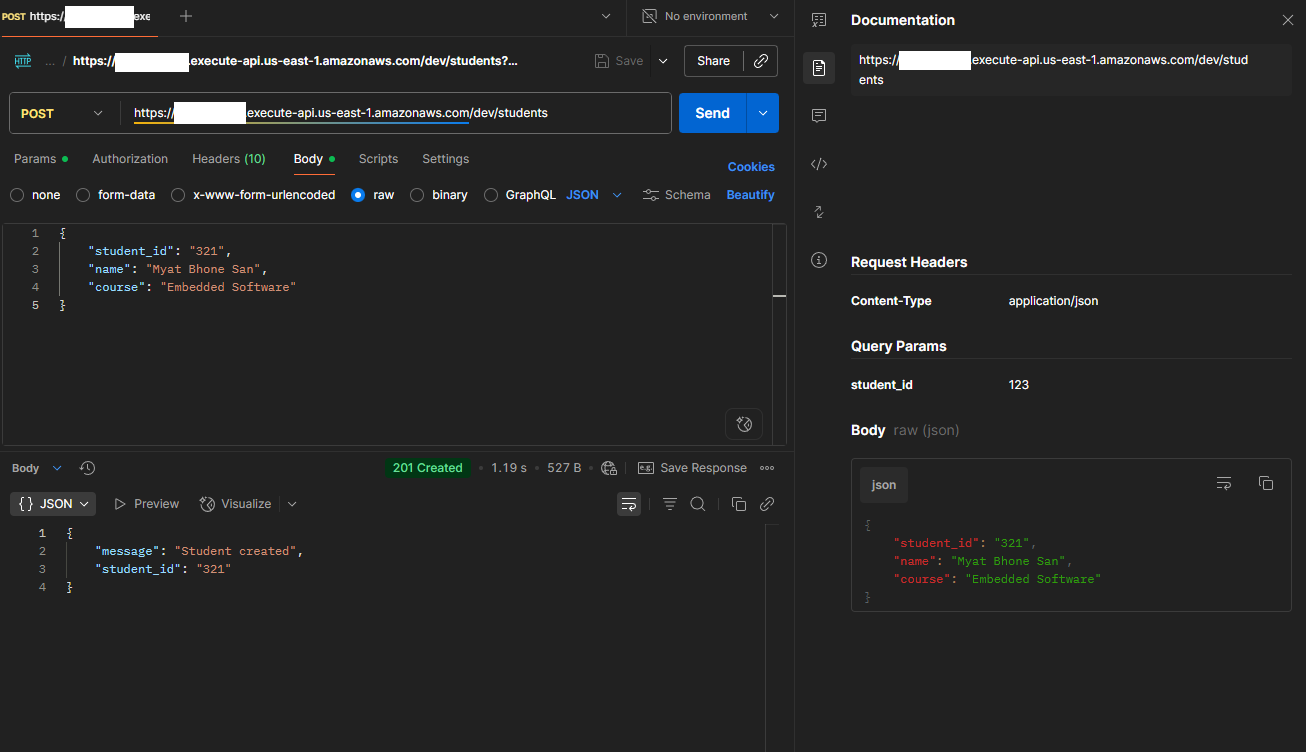 POST https:// .exe
No environment
HTTP ... / https:// .execute-api.us-east-1.amazonaws.com/dev/students?...
Save
Share
POST
https:// .execute-api.us-east-1.amazonaws.com/dev/students
Send
Params
Authorization
Headers (10)
Body
Scripts
Settings
Cookies
none
form-data
x-www-form-urlencoded
raw
binary
GraphQL
JSON
Schema
Beautify
1 {
2 "student_id": "321",
3 "name": "Myat Bhone San",
4 "course": "Embedded Software"
5 }
Body
201 Created • 1.19 s • 527 B
e.g. Save Response
{} JSON
Preview
Visualize
1 {
2 "message": "Student created",
3 "student_id": "321"
4 }
Documentation
https:// .execute-api.us-east-1.amazonaws.com/dev/stud
ents
Request Headers
Content-Type application/json
Query Params
student_id 123
Body raw (json)
json
{
"student_id": "321",
"name": "Myat Bhone San",
"course": "Embedded Software"
}